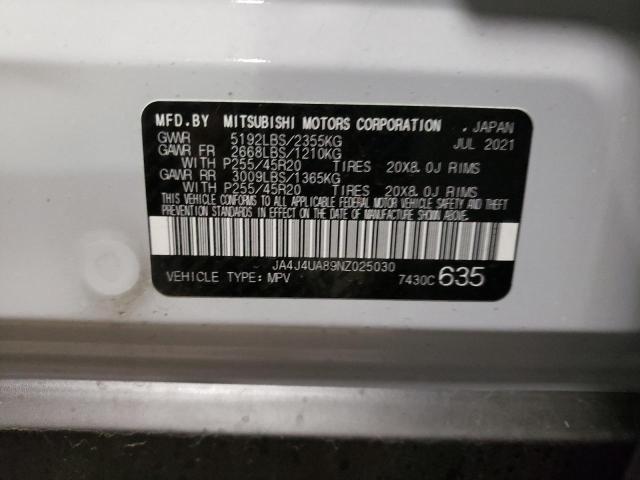 MFD.BY MITSUBISHI MOTORS CORPORATION . JAPAN
GVWR 5192LBS/2355KG JUL 2021
GAWR FR 2668LBS/1210KG
WITH P255/45R20 TIRES 20X8.0J RIMS
GAWR RR 3009LBS/1365KG
WITH P255/45R20 TIRES 20X8.0J RIMS
THIS VEHICLE CONFORMS TO ALL APPLICABLE FEDERAL MOTOR VEHICLE SAFETY AND THEFT
PREVENTION STANDARDS IN EFFECT ON THE DATE OF MANUFACTURE SHOWN ABOVE.
JA4J4UA89NZ025030
VEHICLE TYPE: MPV 7430C 635